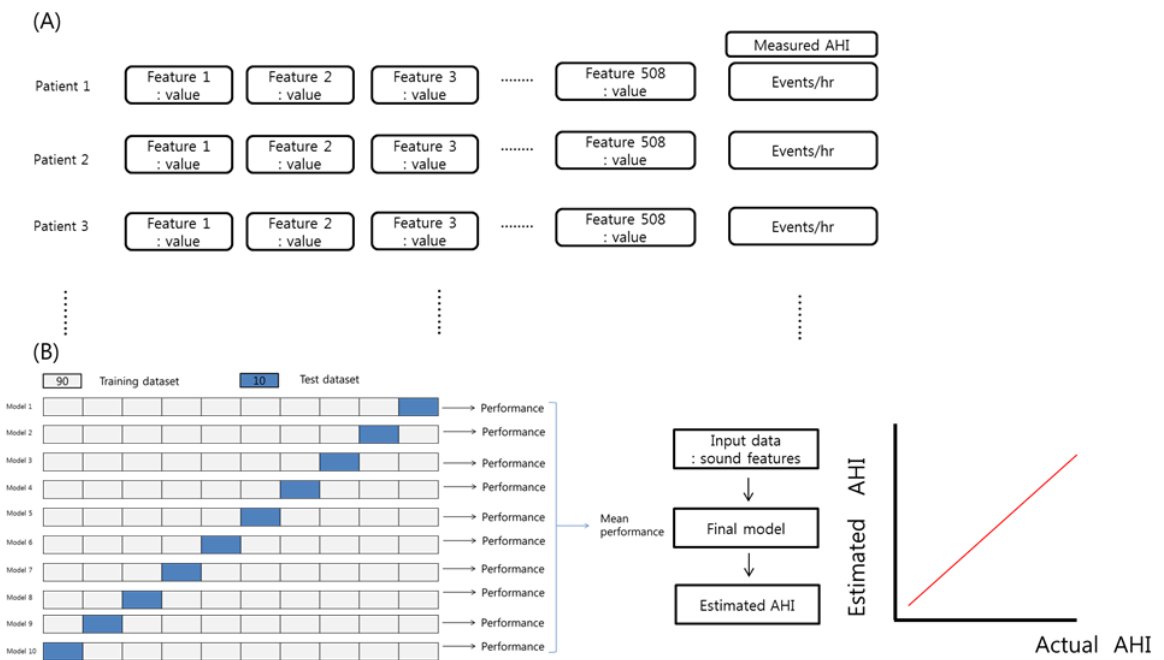 (A)
Measured AHI
Patient 1
Feature 1
: value
Feature 2
: value
Feature 3
: value
........
Feature 508
: value
Events/hr
Patient 2
Feature 1
: value
Feature 2
: value
Feature 3
: value
........
Feature 508
: value
Events/hr
Patient 3
Feature 1
: value
Feature 2
: value
Feature 3
: value
........
Feature 508
: value
Events/hr
(B)
90
Training dataset
10
Test dataset
Model 1
Performance
Model 2
Performance
Model 3
Performance
Model 4
Performance
Model 5
Performance
Model 6
Performance
Model 7
Performance
Model 8
Performance
Model 9
Performance
Model 10
Performance
Mean
performance
Input data
: sound features
Final model
Estimated AHI
Estimated AHI
Actual AHI